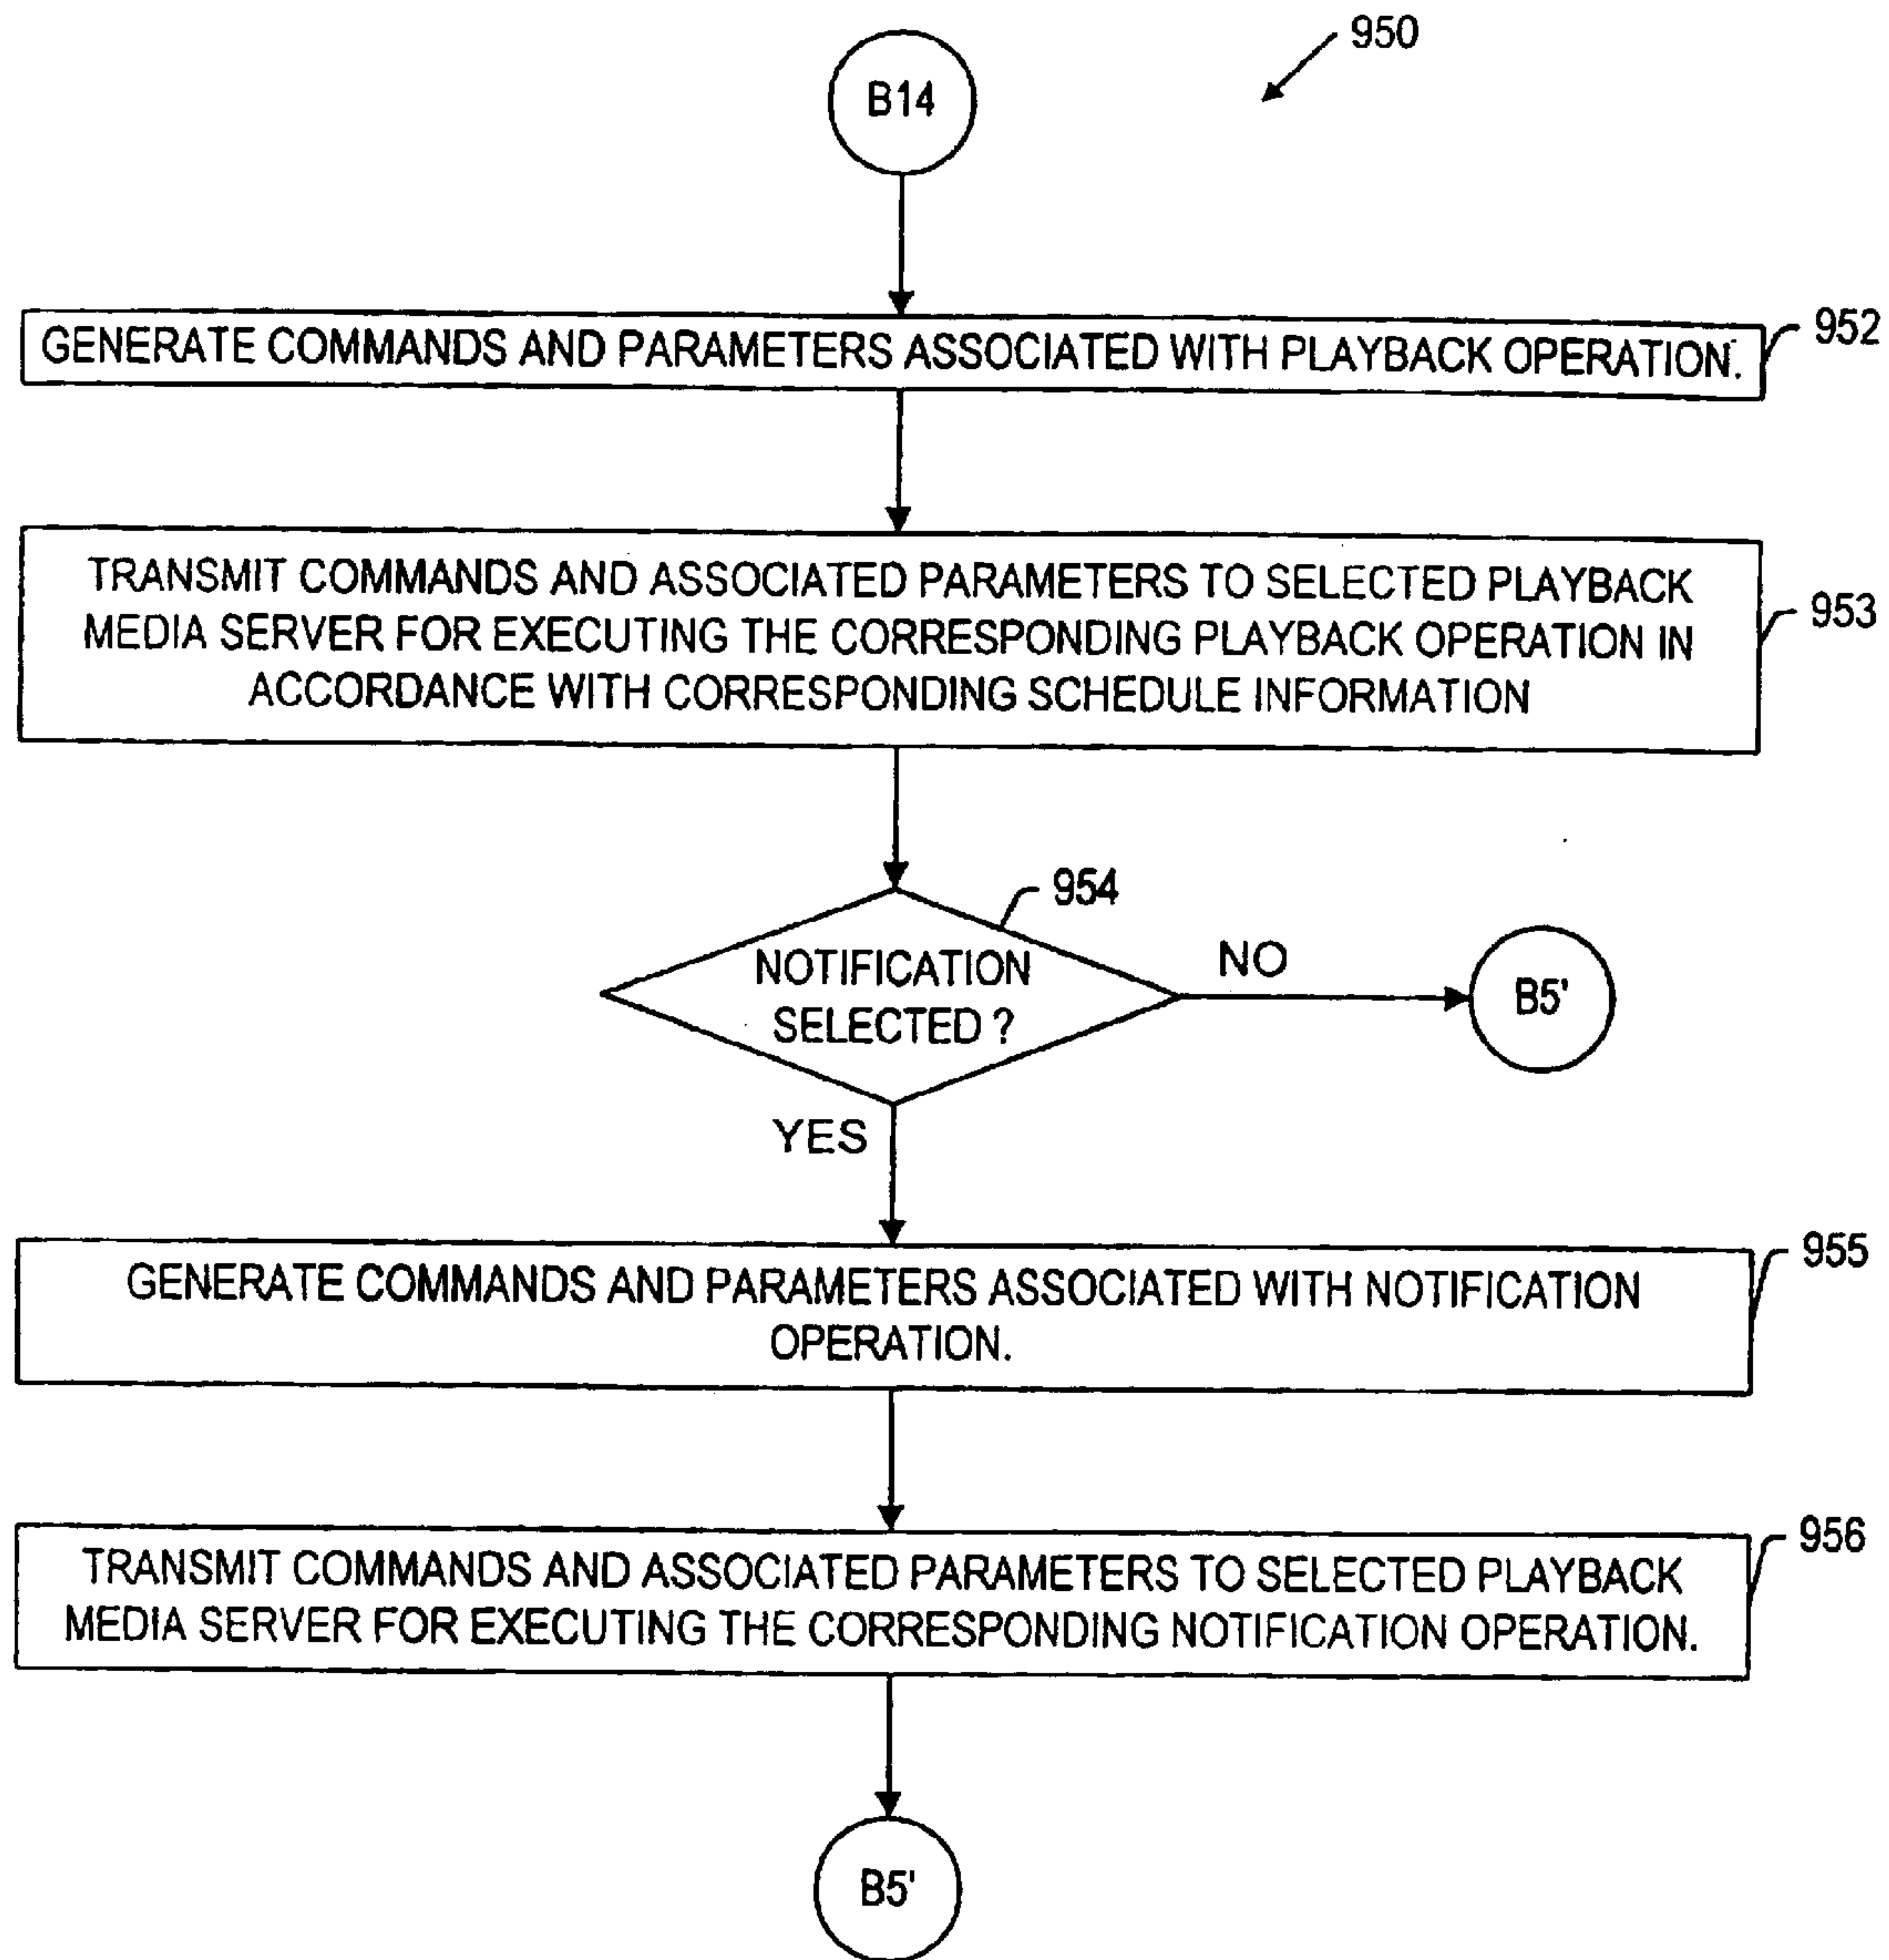 950
B14
GENERATE COMMANDS AND PARAMETERS ASSOCIATED WITH PLAYBACK OPERATION.
952
TRANSMIT COMMANDS AND ASSOCIATED PARAMETERS TO SELECTED PLAYBACK
MEDIA SERVER FOR EXECUTING THE CORRESPONDING PLAYBACK OPERATION IN
ACCORDANCE WITH CORRESPONDING SCHEDULE INFORMATION
953
954
NOTIFICATION
SELECTED ?
NO
B5'
YES
GENERATE COMMANDS AND PARAMETERS ASSOCIATED WITH NOTIFICATION
OPERATION.
955
TRANSMIT COMMANDS AND ASSOCIATED PARAMETERS TO SELECTED PLAYBACK
MEDIA SERVER FOR EXECUTING THE CORRESPONDING NOTIFICATION OPERATION.
956
B5'